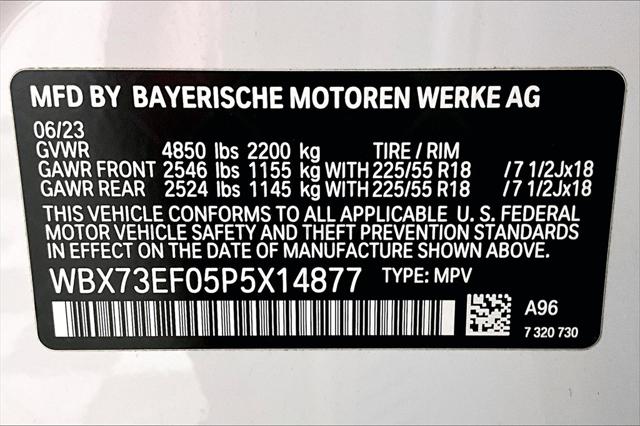 MFD BY BAYERISCHE MOTOREN WERKE AG
06/23
GVWR 4850 lbs 2200 kg TIRE / RIM
GAWR FRONT 2546 lbs 1155 kg WITH 225/55 R18 /7 1/2Jx18
GAWR REAR 2524 lbs 1145 kg WITH 225/55 R18 /7 1/2Jx18
THIS VEHICLE CONFORMS TO ALL APPLICABLE U. S. FEDERAL
MOTOR VEHICLE SAFETY AND THEFT PREVENTION STANDARDS
IN EFFECT ON THE DATE OF MANUFACTURE SHOWN ABOVE.
WBX73EF05P5X14877 TYPE: MPV
A96
7 320 730